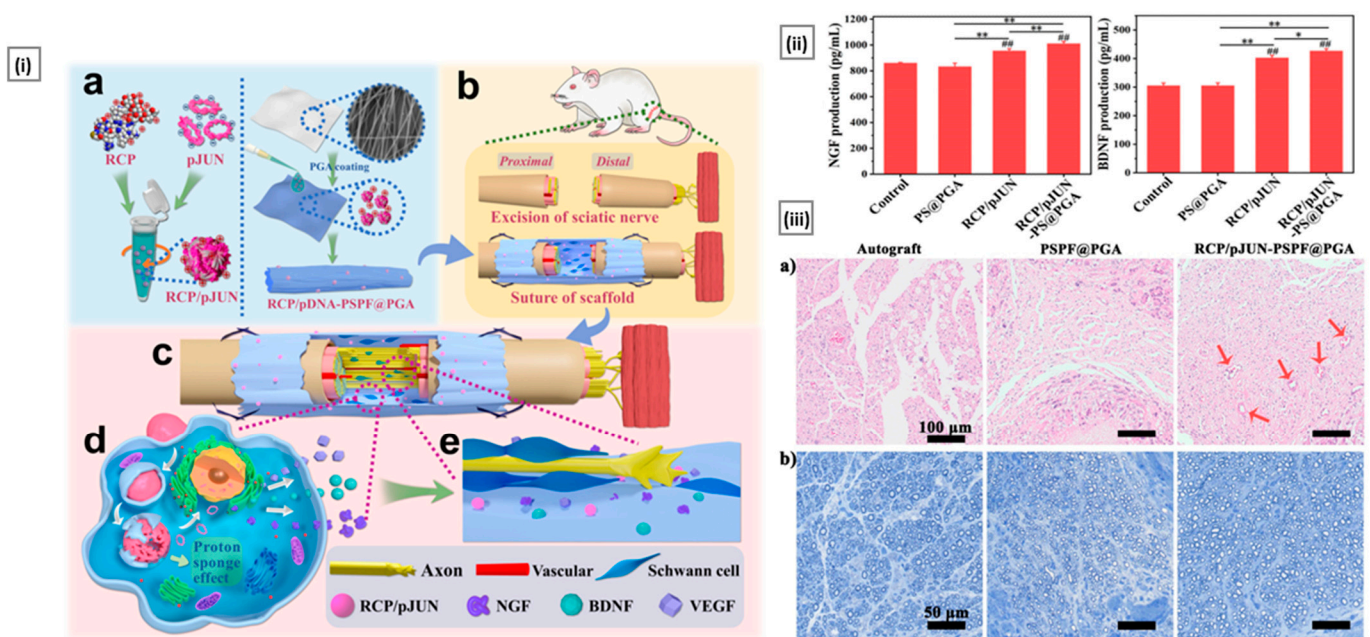 [i]
a
RCP
pJUN
RCP/pJUN
PGA coating
RCP/pDNA-PSPF@PGA
b
Proximal
Distal
Excision of sciatic nerve
Suture of scaffold
c
d
Proton
sponge
effect
e
Axon
Vascular
Schwann cell
RCP/pJUN
NGF
BDNF
VEGF
[ii]
NGF production (pg/mL)
1200
1000
800
600
400
200
0
**
**
**
##
##
Control
PS@PGA
RCP/pJUN
RCP/pJUN
-PS@PGA
BDNF production (pg/mL)
500
400
300
200
100
0
**
**
*
##
##
Control
PS@PGA
RCP/pJUN
RCP/pJUN
-PS@PGA
[iii]
Autograft
PSPF@PGA
RCP/pJUN-PSPF@PGA
a)
100 µm
b)
50 µm